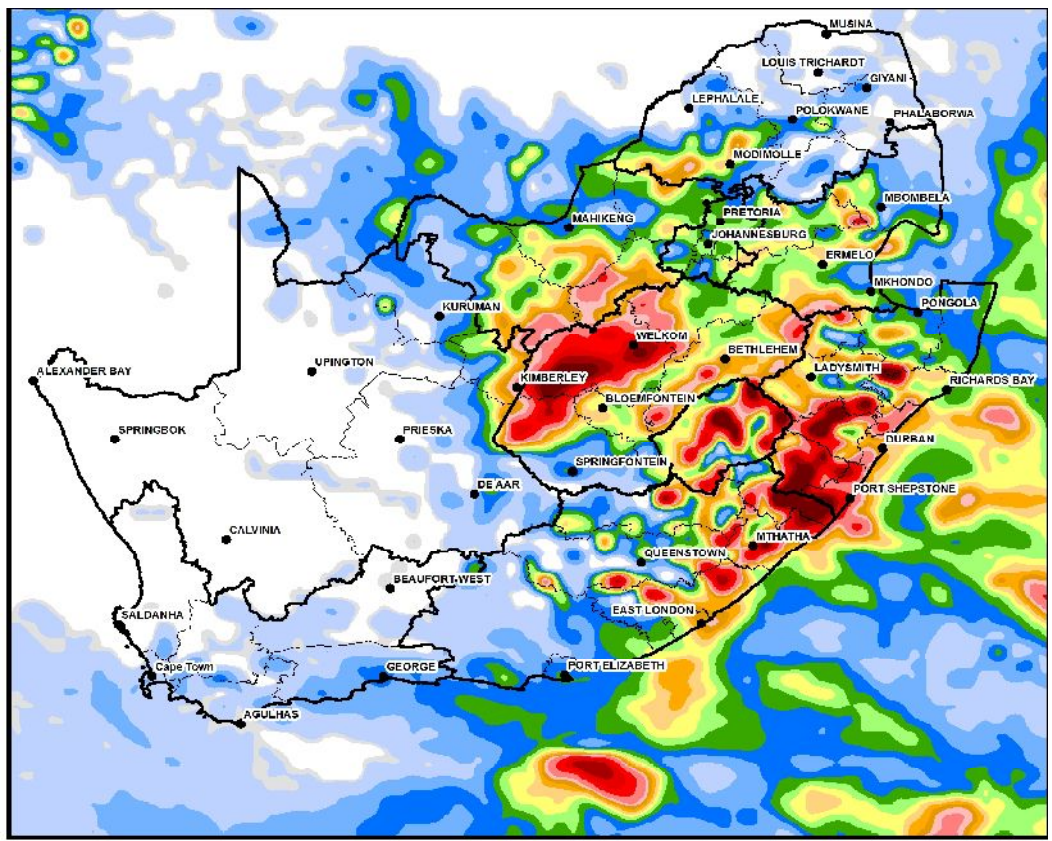 MUSINA
LOUIS TRICHARDT
GIYANI
LEPHALALE
POLOKWANE
PHALABORWA
MODIMOLLE
MBOMBELA
PRETORIA
MAHIKENG
JOHANNESBURG
ERMELO
MKHONDO
KURUMAN
PONGOLA
WELKOM
BETHLEHEM
UPINGTON
ALEXANDER BAY
LADYSMITH
KIMBERLEY
RICHARDS BAY
BLOEMFONTEIN
SPRINGBOK
PRIESKA
DURBAN
SPRINGFONTEIN
DE AAR
PORT SHEPSTONE
CALVINIA
MTHATHA
QUEENSTOWN
BEAUFORT WEST
EAST LONDON
SALDANHA
Cape Town
GEORGE
PORT ELIZABETH
AGULHAS